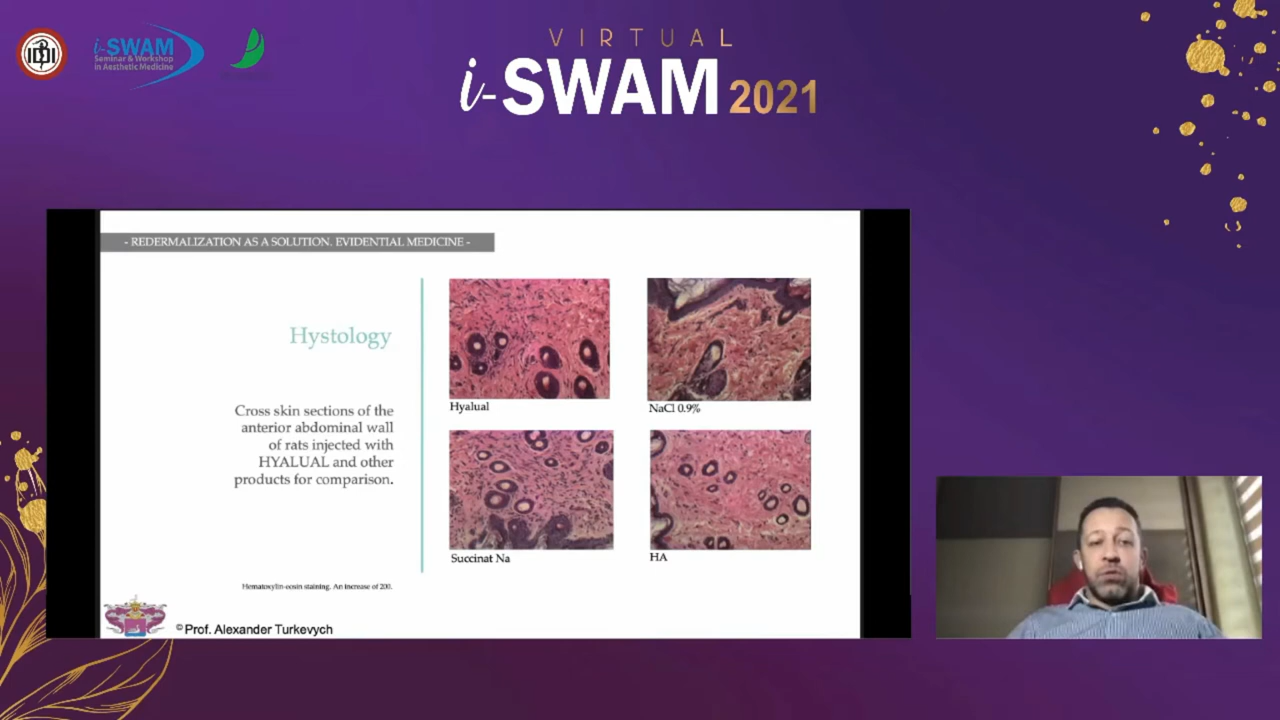 IDI
i-SWAM
Seminar & Workshop
in Aesthetic Medicine
VIRTUAL
i-SWAM 2021
- REDERMALIZATION AS A SOLUTION. EVIDENTIAL MEDICINE -
Hystology
Cross skin sections of the
anterior abdominal wall
of rats injected with
HYALUAL and other
products for comparison.
Hyalual
NaCl 0.9%
Succinat Na
HA
Hematoxylin-eosin staining. An increase of 200.
© Prof. Alexander Turkevych